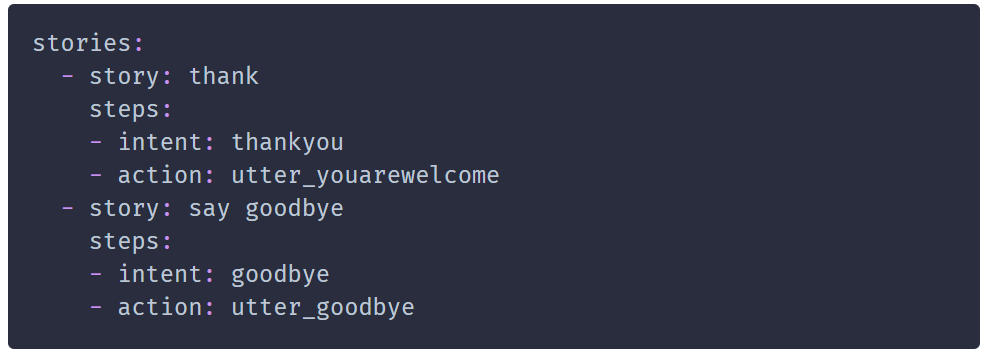 stories:
  - story: thank
    steps:
    - intent: thankyou
    - action: utter_youarewelcome
  - story: say goodbye
    steps:
    - intent: goodbye
    - action: utter_goodbye